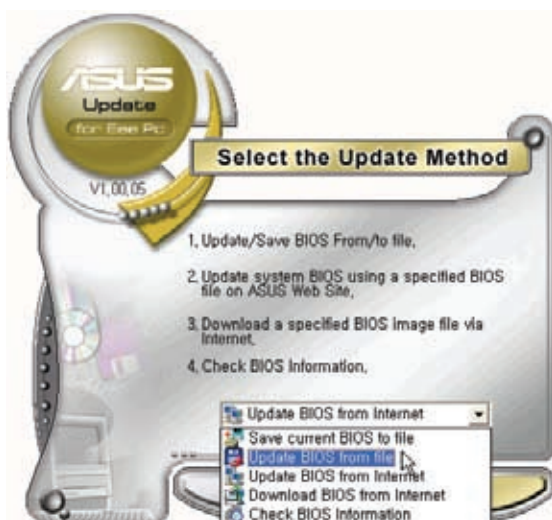 ASUS
Update
for Eee Pc
V1,00,05
Select the Update Method
1, Update/Save BIOS From/to file,
2, Update system BIOS using a specified BIOS
file on ASUS Web Site,
3, Download a specified BIOS image file via
Internet,
4, Check BIOS Information,
Update BIOS from Internet
Save current BIOS to file
Update BIOS from file
Update BIOS from Internet
Download BIOS from Internet
Check BIOS Information